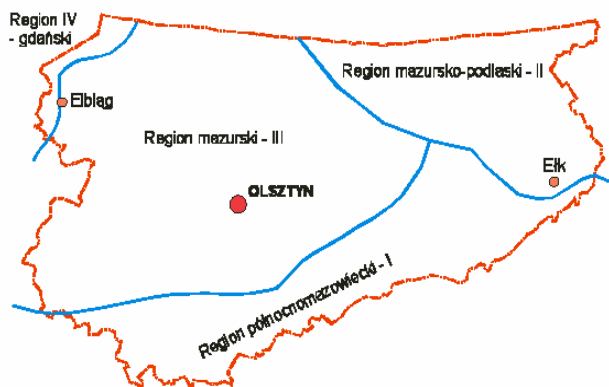 Region IV
- gdański
Region mazursko-podlaski - II
Elbląg
Region mazurski - III
Ełk
OLSZTYN
Region północnomazowiecki - I